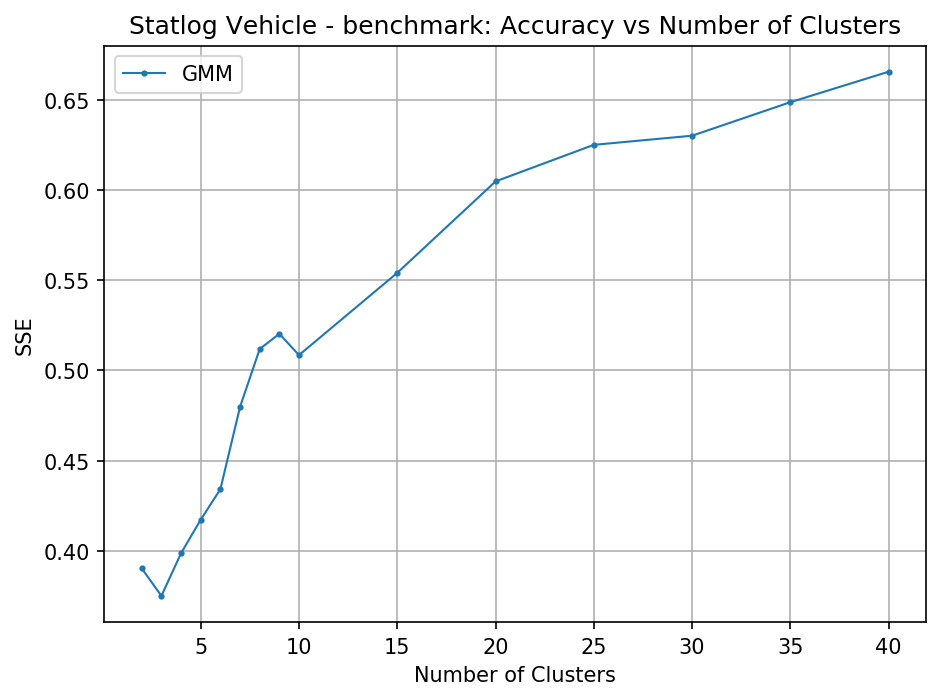 Statlog Vehicle - benchmark: Accuracy vs Number of Clusters
GMM
SSE
0.65
0.60
0.55
0.50
0.45
0.40
5 10 15 20 25 30 35 40
Number of Clusters